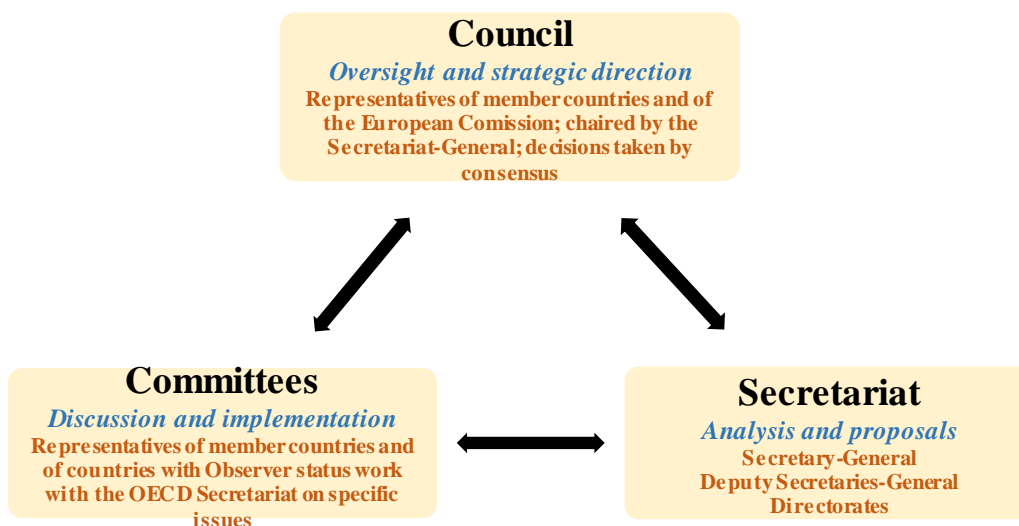 Council
Oversight and strategic direction
Representatives of member countries and of
the European Comission; chaired by the
Secretariat-General; decisions taken by
consensus
Committees
Discussion and implementation
Representatives of member countries and
of countries with Observer status work
with the OECD Secretariat on specific
issues
Secretariat
Analysis and proposals
Secretary-General
Deputy Secretaries-General
Directorates